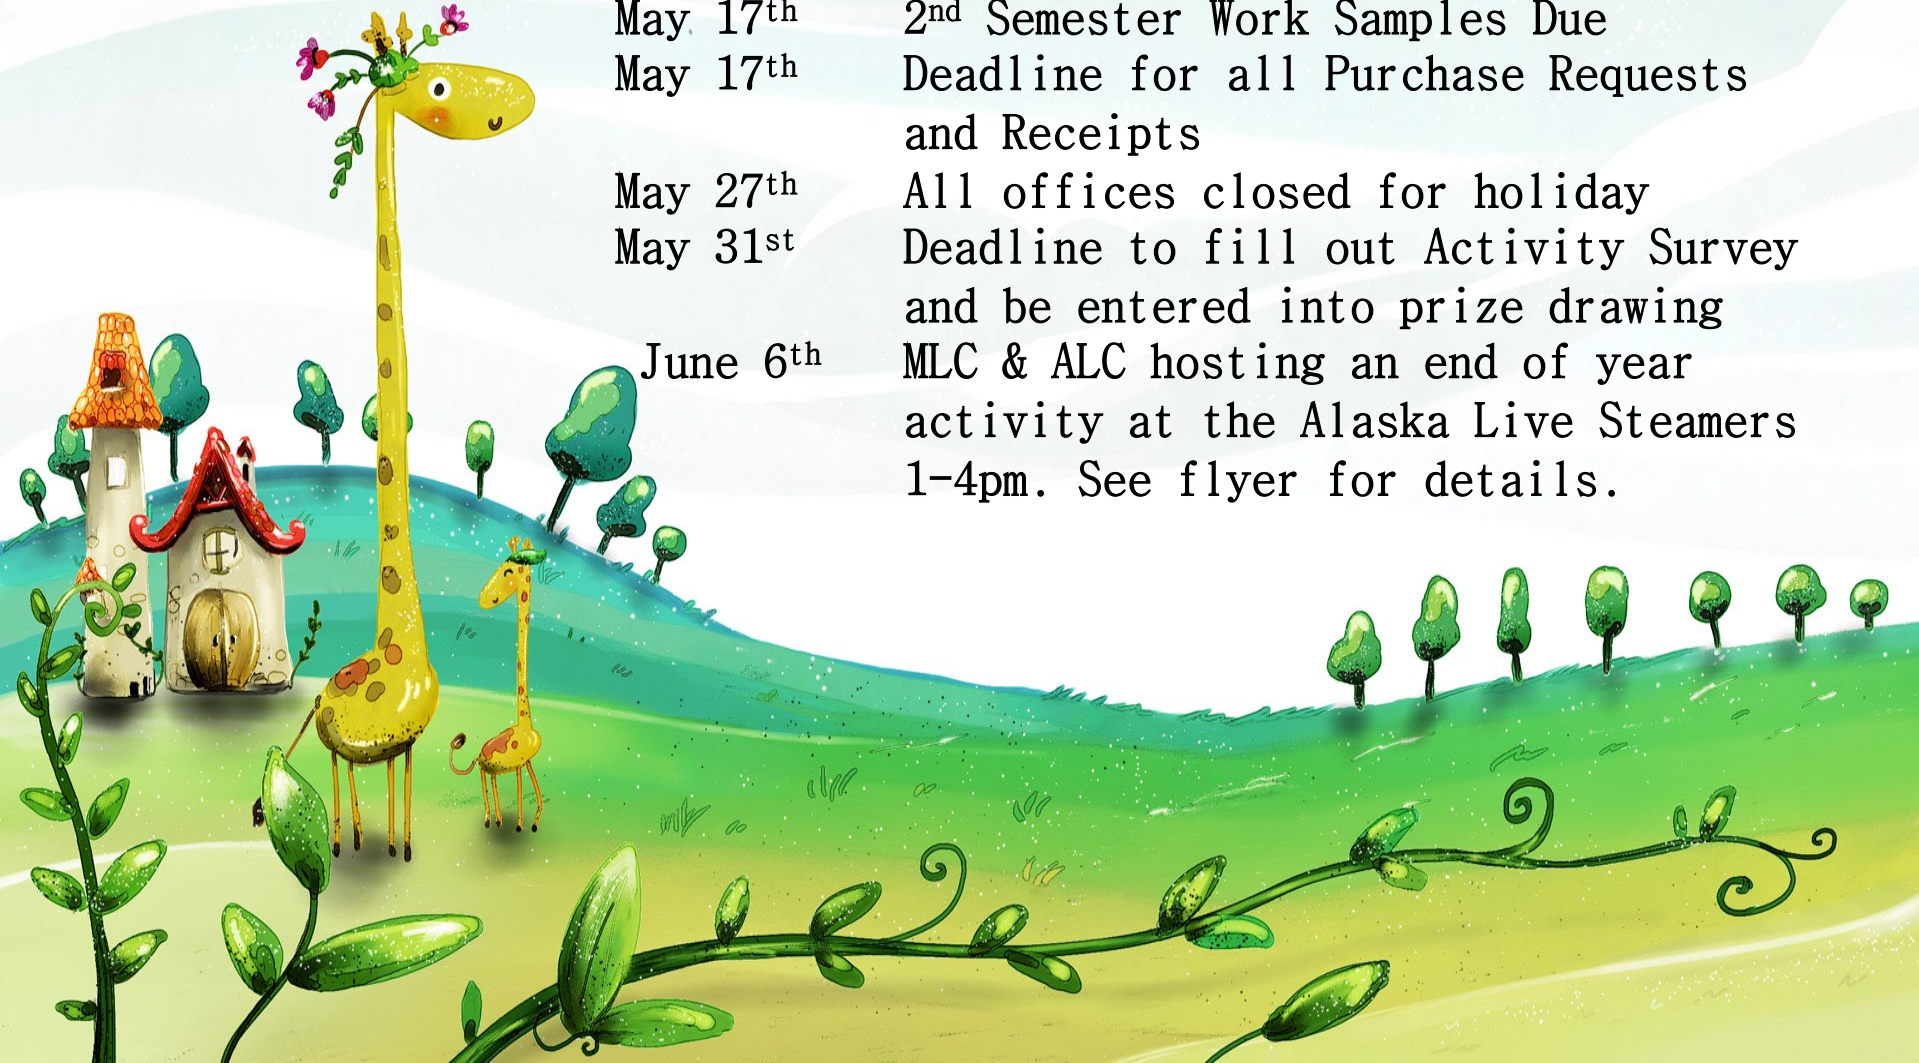 May 17th 2nd Semester Work Samples Due
May 17th Deadline for all Purchase Requests
and Receipts
May 27th All offices closed for holiday
May 31st Deadline to fill out Activity Survey
and be entered into prize drawing
June 6th MLC & ALC hosting an end of year
activity at the Alaska Live Steamers
1-4pm. See flyer for details.